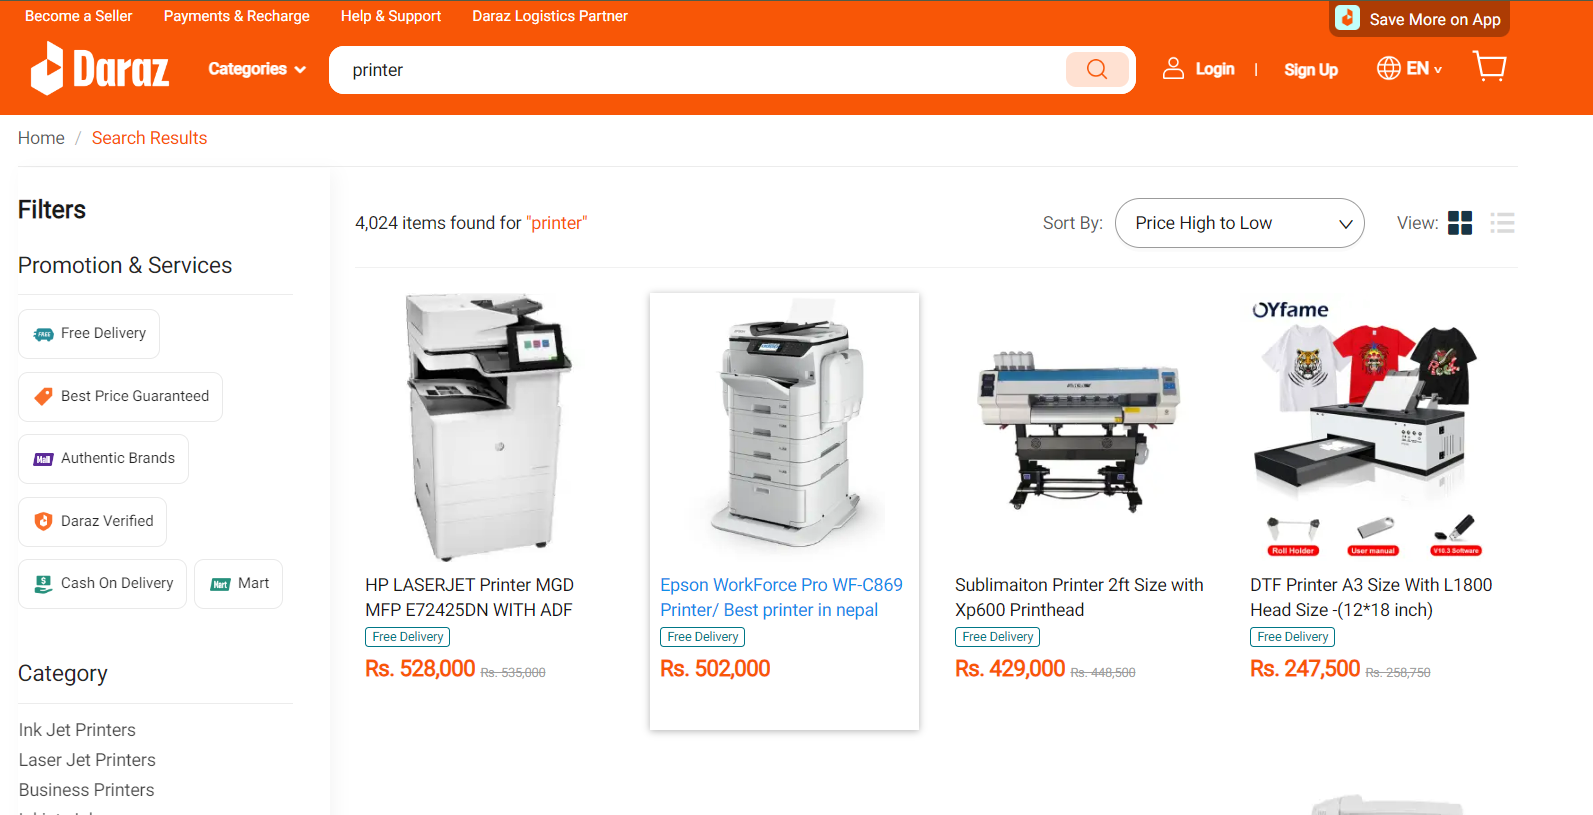 Become a Seller
Payments & Recharge
Help & Support
Daraz Logistics Partner
Save More on App
Daraz
Categories
printer
Login
|
Sign Up
EN
Home / Search Results
Filters
Promotion & Services
FREE Free Delivery
Best Price Guaranteed
Mall Authentic Brands
Daraz Verified
Cash On Delivery
Mart Mart
Category
Ink Jet Printers
Laser Jet Printers
Business Printers
4,024 items found for "printer"
Sort By: Price High to Low
View:
HP LASERJET Printer MGD
MFP E72425DN WITH ADF
Free Delivery
Rs. 528,000 Rs. 535,000
Epson WorkForce Pro WF-C869
Printer/ Best printer in nepal
Free Delivery
Rs. 502,000
Sublimaiton Printer 2ft Size with
Xp600 Printhead
Free Delivery
Rs. 429,000 Rs. 448,500
OYfame
Roll Holder
User manual
V10.3 Software
DTF Printer A3 Size With L1800
Head Size -(12*18 inch)
Free Delivery
Rs. 247,500 Rs. 258,750